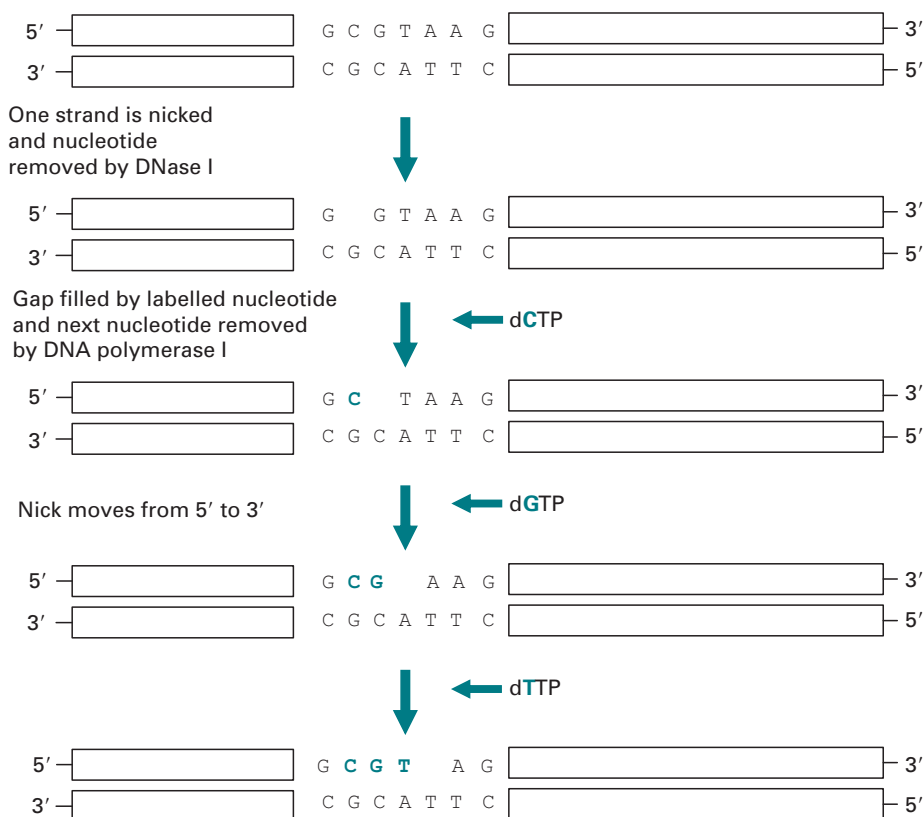 5′ G C G T A A G 3′
3′ C G C A T T C 5′
One strand is nicked
and nucleotide
removed by DNase I
5′ G G T A A G 3′
3′ C G C A T T C 5′
Gap filled by labelled nucleotide
and next nucleotide removed
by DNA polymerase I
dCTP
5′ G C T A A G 3′
3′ C G C A T T C 5′
Nick moves from 5′ to 3′
dGTP
5′ G C G A A G 3′
3′ C G C A T T C 5′
dTTP
5′ G C G T A G 3′
3′ C G C A T T C 5′